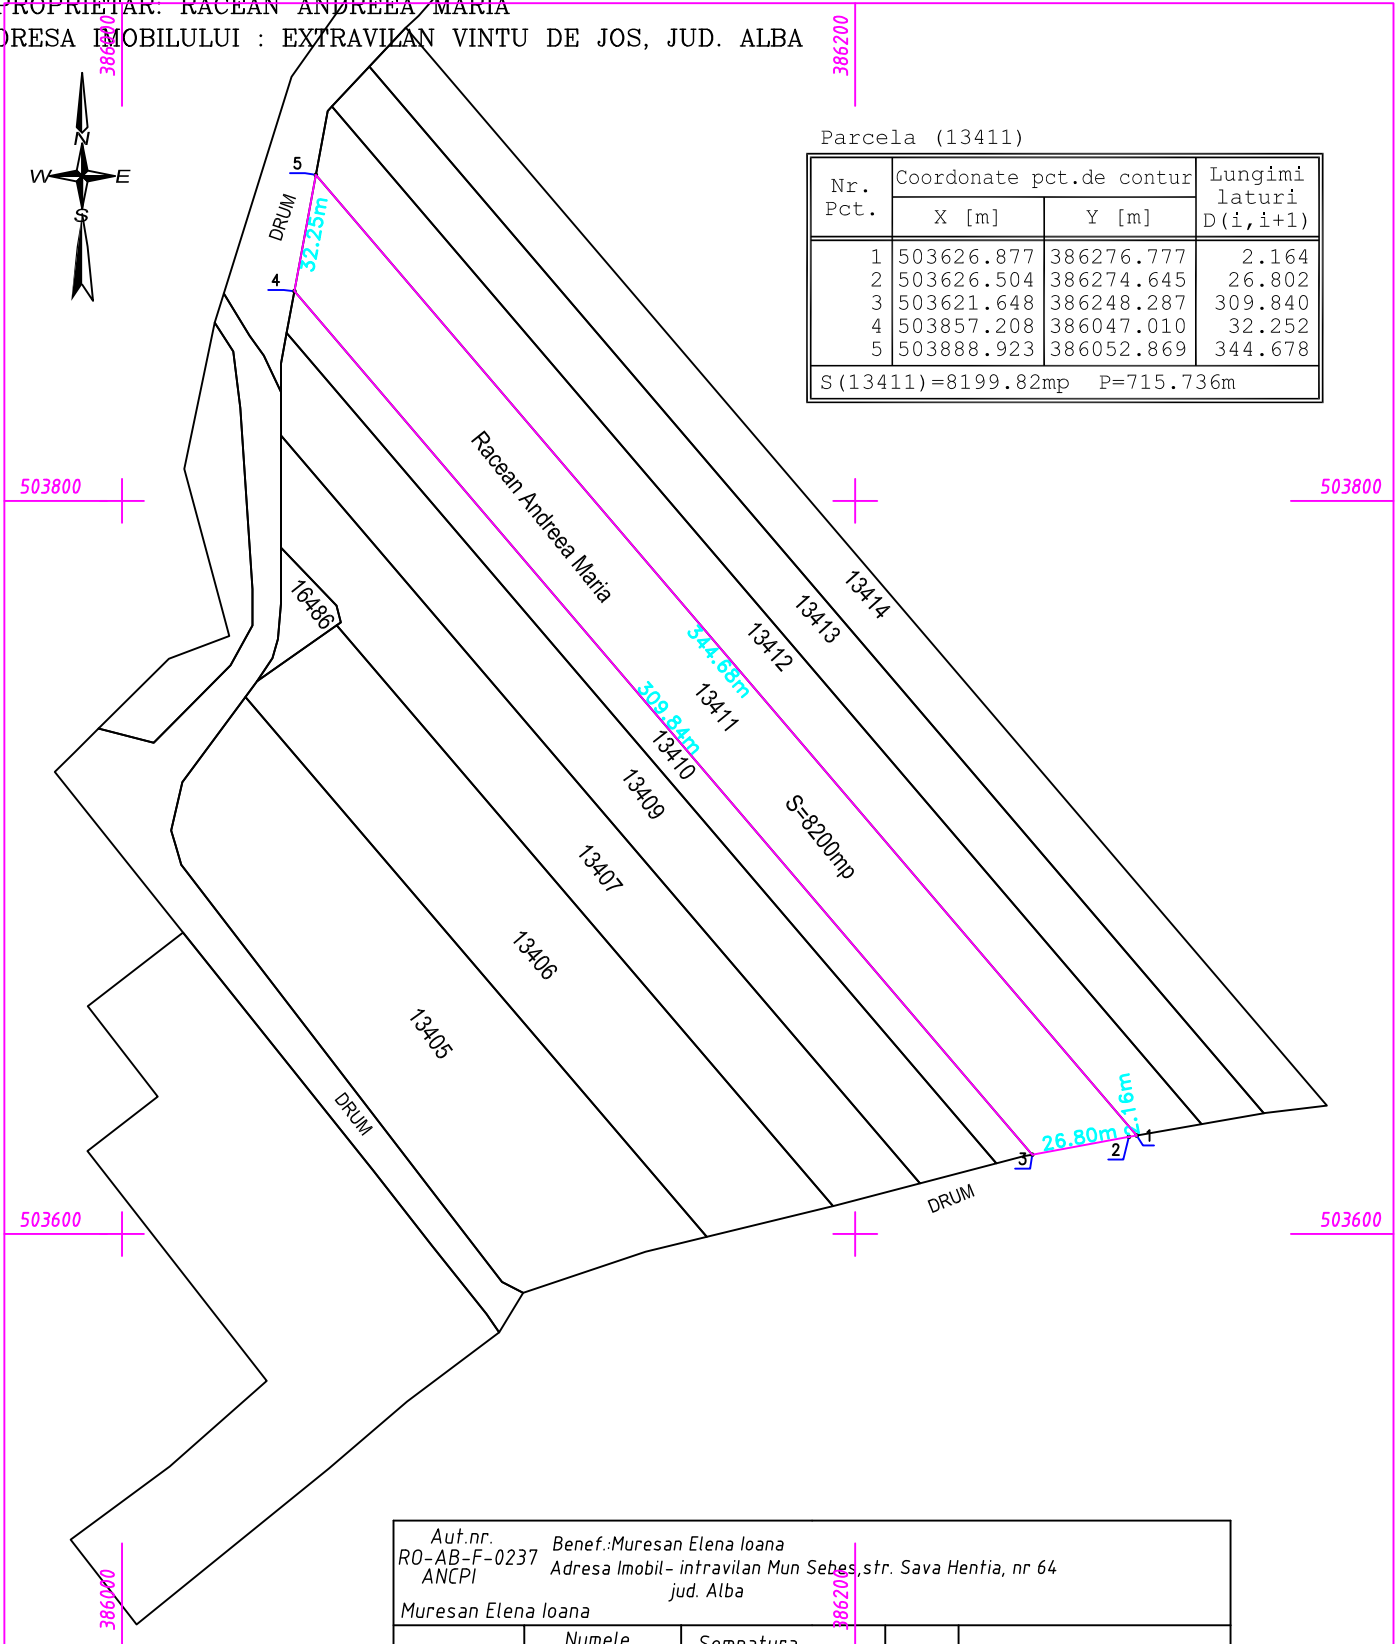 PROPRIETAR: RACEAN ANDREEA MARIA
DRESA IMOBILULUI : EXTRAVILAN VINTU DE JOS, JUD. ALBA
386000
386200
N
W E
S
Parcela (13411)
Nr. Pct. Coordonate pct.de contur Lungimi laturi D(i,i+1)
X [m] Y [m]
1 503626.877 386276.777 2.164
2 503626.504 386274.645 26.802
3 503621.648 386248.287 309.840
4 503857.208 386047.010 32.252
5 503888.923 386052.869 344.678
S(13411)=8199.82mp P=715.736m
5
DRUM
32.25m
4
503800
503800
Racean Andreea Maria
16486
13414
13413
13412
344.68m
13411
309.84m
13410
13409
S=8200mp
13407
13406
13405
DRUM
2.16m
26.80m
1
2
3
DRUM
503600
503600
386000
386200
Aut.nr.
RO-AB-F-0237
ANCPI
Muresan Elena Ioana
Benef.:Muresan Elena Ioana
Adresa Imobil- intravilan Mun Sebes,str. Sava Hentia, nr 64
jud. Alba
Numele Semnatura